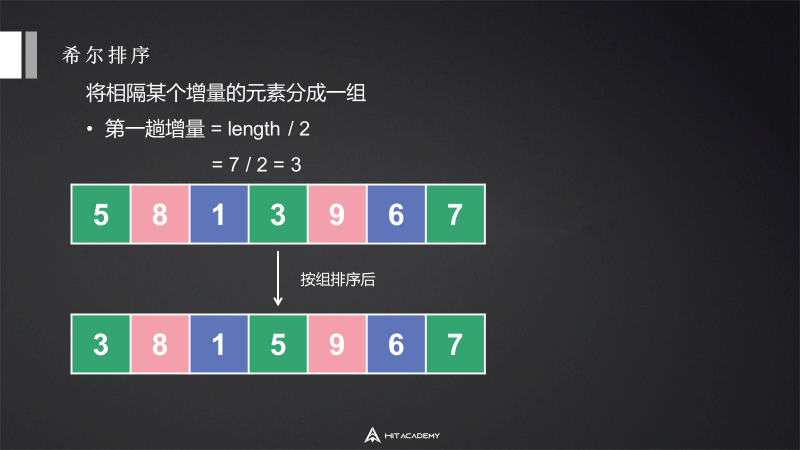 希尔排序
将相隔某个增量的元素分成一组
• 第一趟增量 = length / 2
= 7 / 2 = 3
5 8 1 3 9 6 7
按组排序后
3 8 1 5 9 6 7
HIT ACADEMY